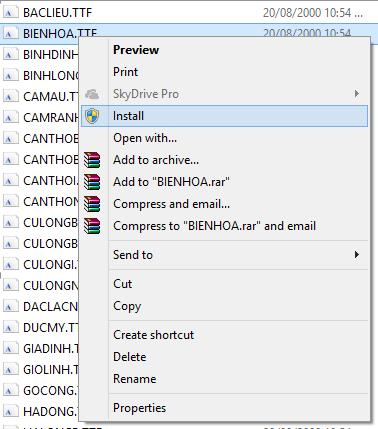 BACLIEU.TTF 20/08/2000 10:54 ...
BIENHOA.TTF 20/08/2000 10:54 ...
BINHDINH
BINHLONG
CAMAU.T
CAMRANH
CANTHOB
CANTHOE
CANTHOI.
CANTHON
CULONGB
CULONGB
CULONGI.
CULONGN
DACLACN
DUCMY.TT
GIADINH.T
GIOLINH.T
GOCONG.
HADONG.
Preview
Print
SkyDrive Pro
Install
Open with...
Add to archive...
Add to "BIENHOA.rar"
Compress and email...
Compress to "BIENHOA.rar" and email
Send to
Cut
Copy
Create shortcut
Delete
Rename
Properties